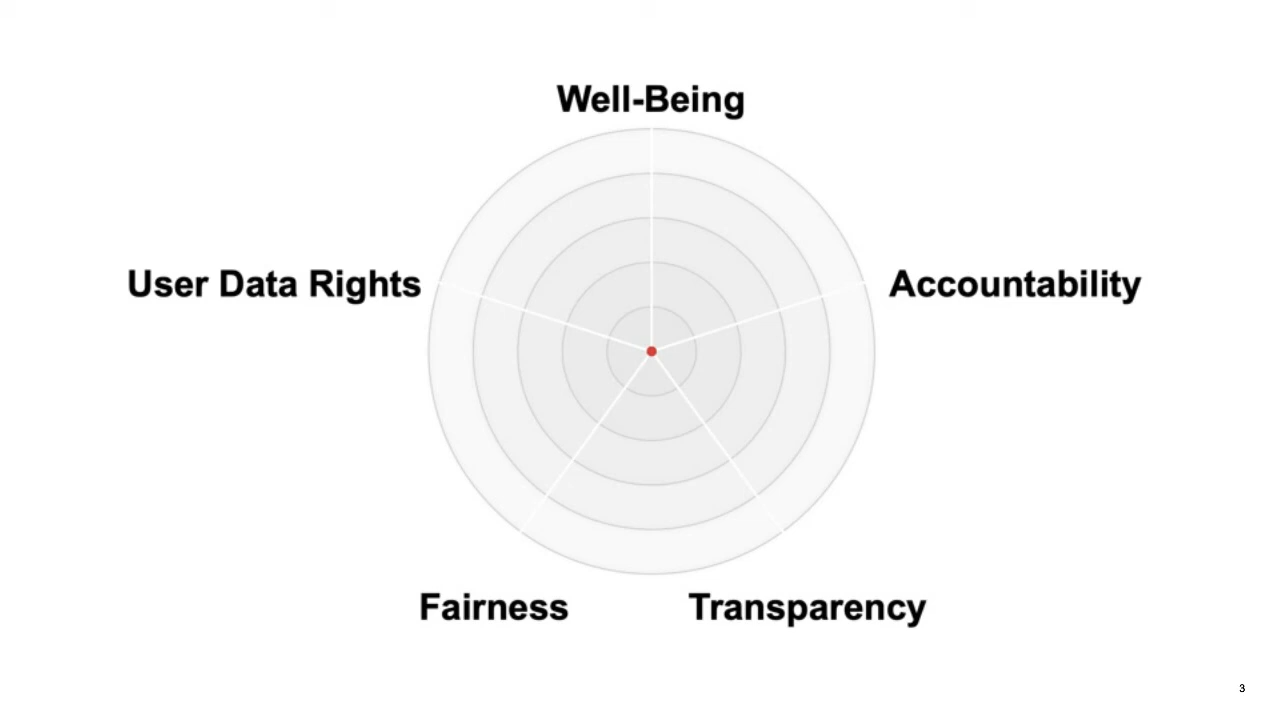 Well-Being
User Data Rights
Accountability
Fairness
Transparency
3